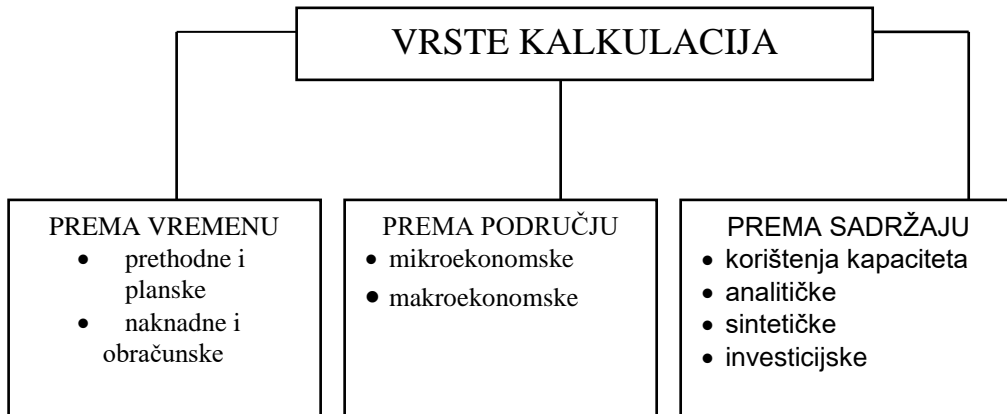 VRSTE KALKULACIJA
PREMA VREMENU
• prethodne i
planske
• naknadne i
obračunske
PREMA PODRUČJU
• mikroekonomske
• makroekonomske
PREMA SADRŽAJU
• korištenja kapaciteta
• analitičke
• sintetičke
• investicijske